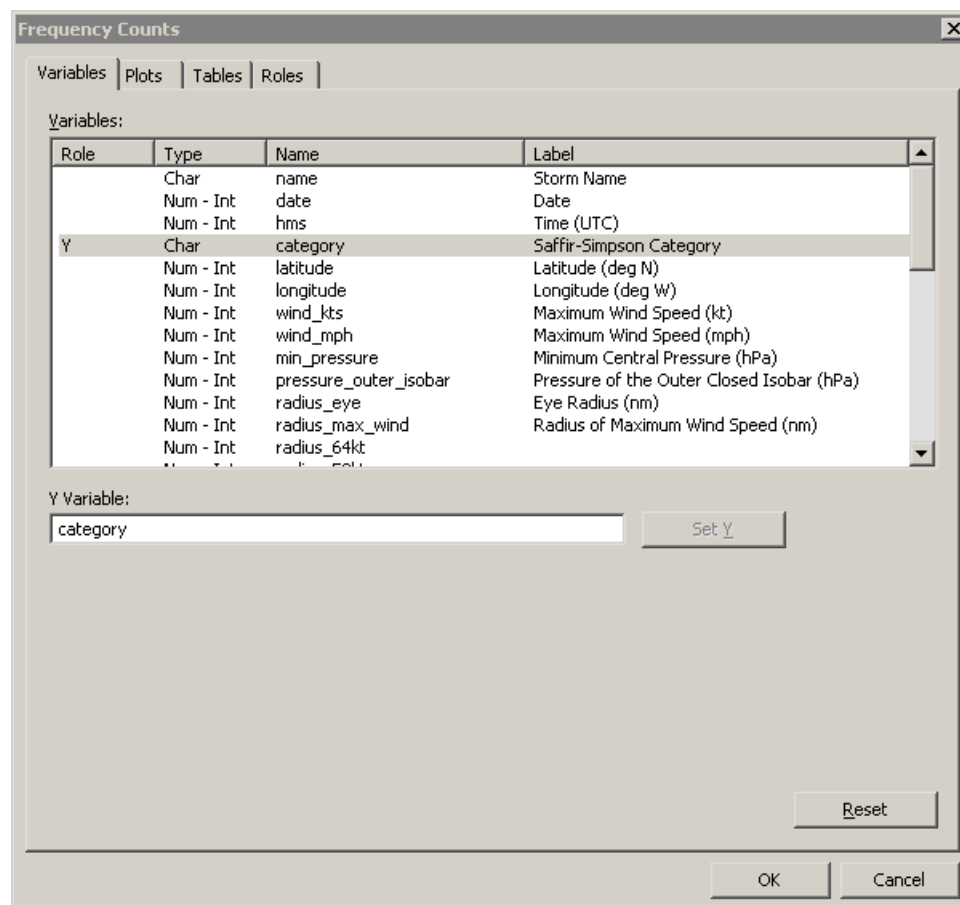 Frequency Counts
Variables Plots Tables Roles
Variables:
Role Type Name Label
Char name Storm Name
Num - Int date Date
Num - Int hms Time (UTC)
Y Char category Saffir-Simpson Category
Num - Int latitude Latitude (deg N)
Num - Int longitude Longitude (deg W)
Num - Int wind_kts Maximum Wind Speed (kt)
Num - Int wind_mph Maximum Wind Speed (mph)
Num - Int min_pressure Minimum Central Pressure (hPa)
Num - Int pressure_outer_isobar Pressure of the Outer Closed Isobar (hPa)
Num - Int radius_eye Eye Radius (nm)
Num - Int radius_max_wind Radius of Maximum Wind Speed (nm)
Num - Int radius_64kt
Y Variable:
category Set Y
Reset
OK Cancel